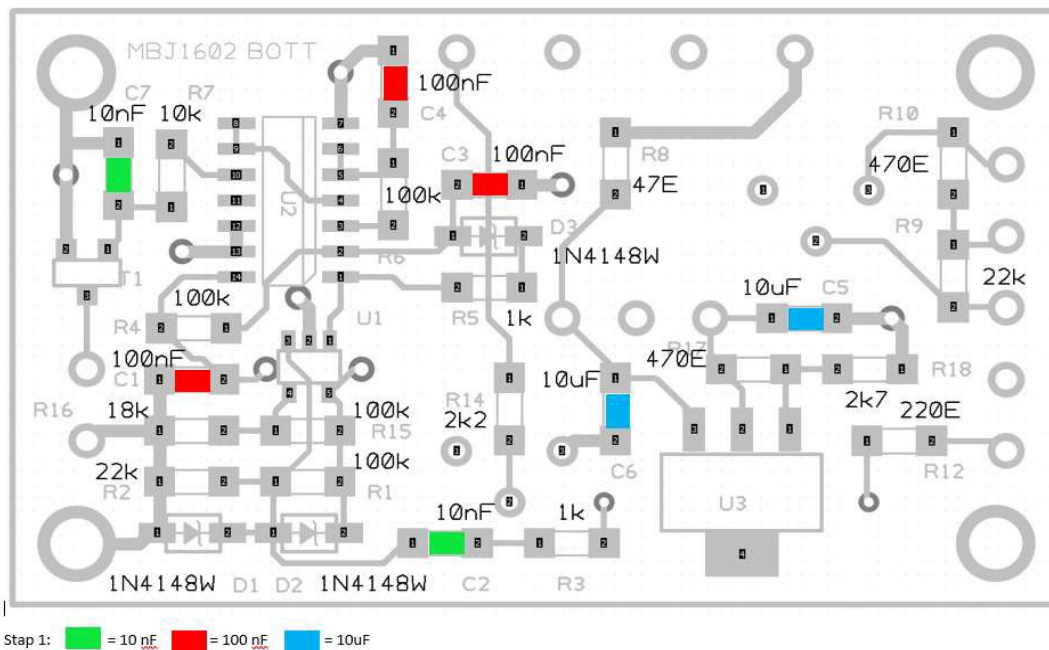 MBJ1602 BOTT
C7
R7
10nF
10k
100nF
C4
C3
100nF
100k
R8
47E
R10
470E
R9
22k
D3
1N4148W
U2
R6
T1
100k
R4
U1
R5
1k
10uF
C5
R17
470E
R18
2k7
100nF
C1
R16
18k
100k
R15
R14
2k2
10uF
C6
220E
R12
22k
R2
100k
R1
U3
10nF
1k
1N4148W
D1
D2
1N4148W
C2
R3
Stap 1: = 10 nF = 100 nF = 10uF